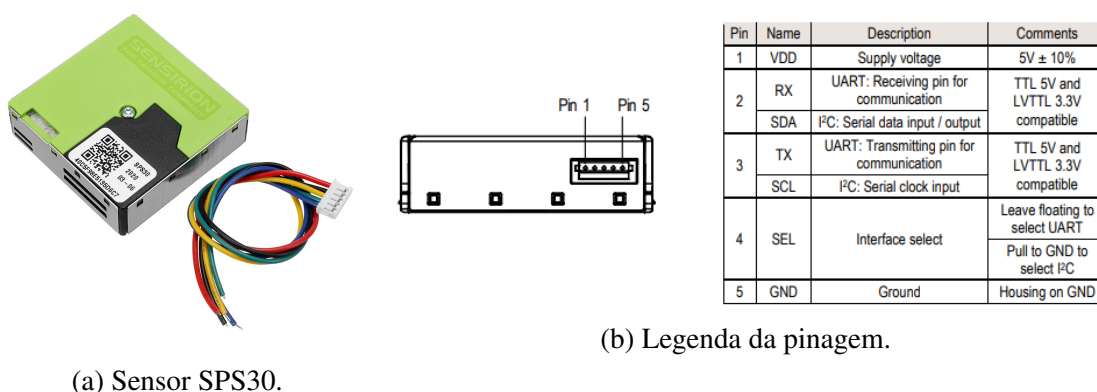 SENSIRION
SPS30
2020
03-06
Pin 1 Pin 5
Pin Name Description Comments
1 VDD Supply voltage 5V ± 10%
2 RX UART: Receiving pin for
communication
TTL 5V and
LVTTL 3.3V
compatible
SDA I²C: Serial data input / output
3 TX UART: Transmitting pin for
communication
TTL 5V and
LVTTL 3.3V
compatible
SCL I²C: Serial clock input
4 SEL Interface select
Leave floating to
select UART
Pull to GND to
select I²C
5 GND Ground Housing on GND
(b) Legenda da pinagem.
(a) Sensor SPS30.